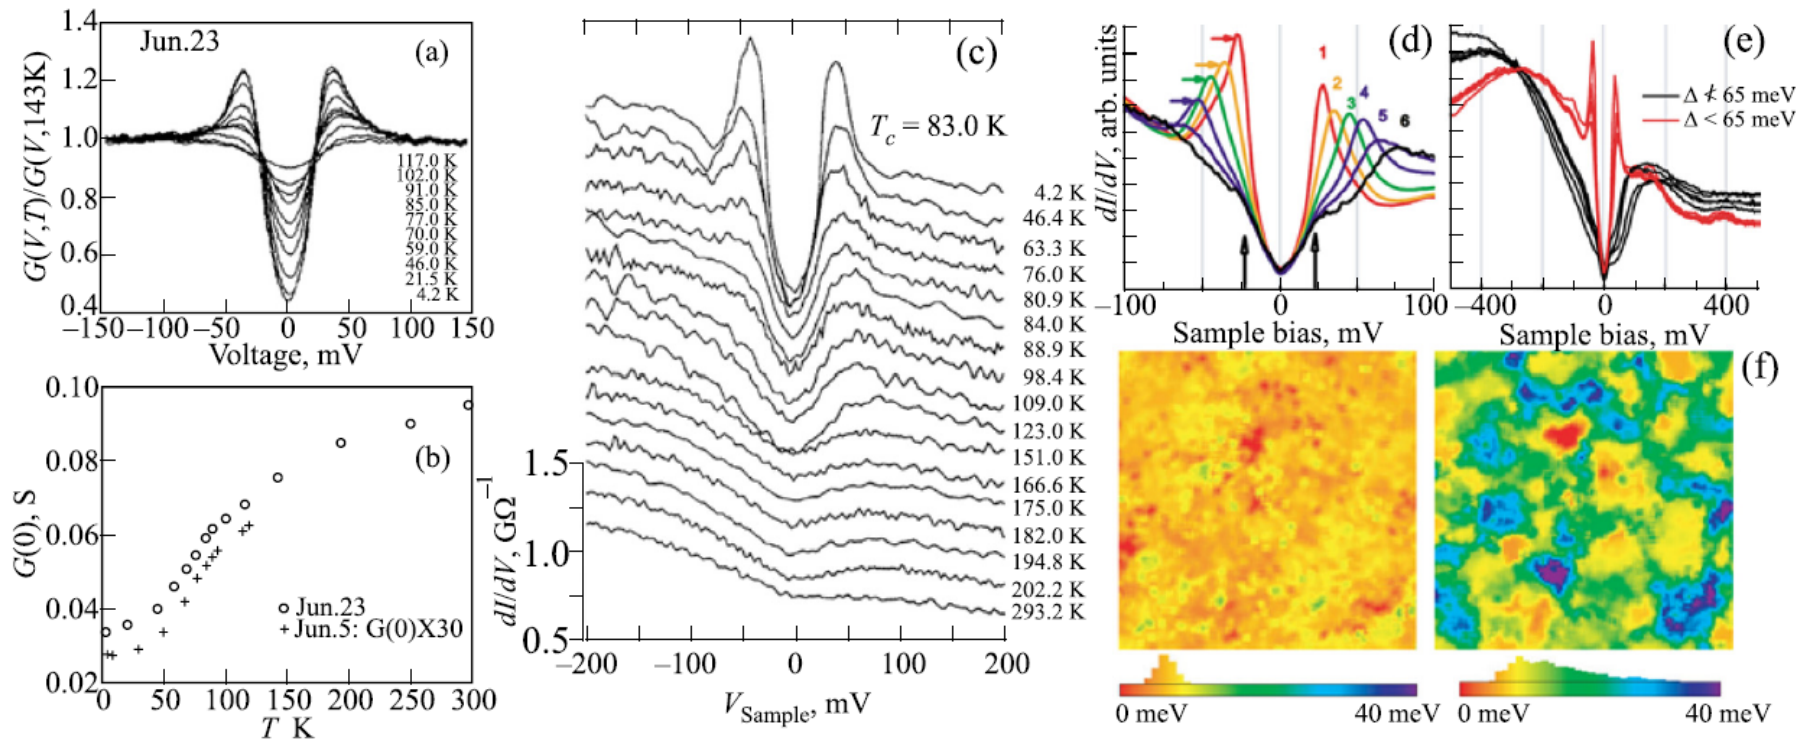 1.4
1.2
1.0
0.8
0.6
0.4
G(V,T)/G(V,143K)
Jun.23
(a)
117.0 K
102.0 K
91.0 K
85.0 K
77.0 K
70.0 K
59.0 K
46.0 K
21.5 K
4.2 K
−150 −100 −50 0 50 100 150
Voltage, mV
0.10
0.08
0.06
0.04
0.02
G(0), S
(b)
Jun.23
Jun.5: G(0)X30
0 50 100 150 200 250 300
T K
(c)
T_c = 83.0 K
4.2 K
46.4 K
63.3 K
76.0 K
80.9 K
84.0 K
88.9 K
98.4 K
109.0 K
123.0 K
151.0 K
166.6 K
175.0 K
182.0 K
194.8 K
202.2 K
293.2 K
1.5
1.0
0.5
dI/dV, GΩ⁻¹
−200 −100 0 100 200
V_Sample, mV
(d)
dI/dV, arb. units
1
2
3
4
5
6
−100 0 100
Sample bias, mV
(e)
Δ ≮ 65 meV
Δ < 65 meV
−400 0 400
Sample bias, mV
(f)
0 meV 40 meV
0 meV 40 meV